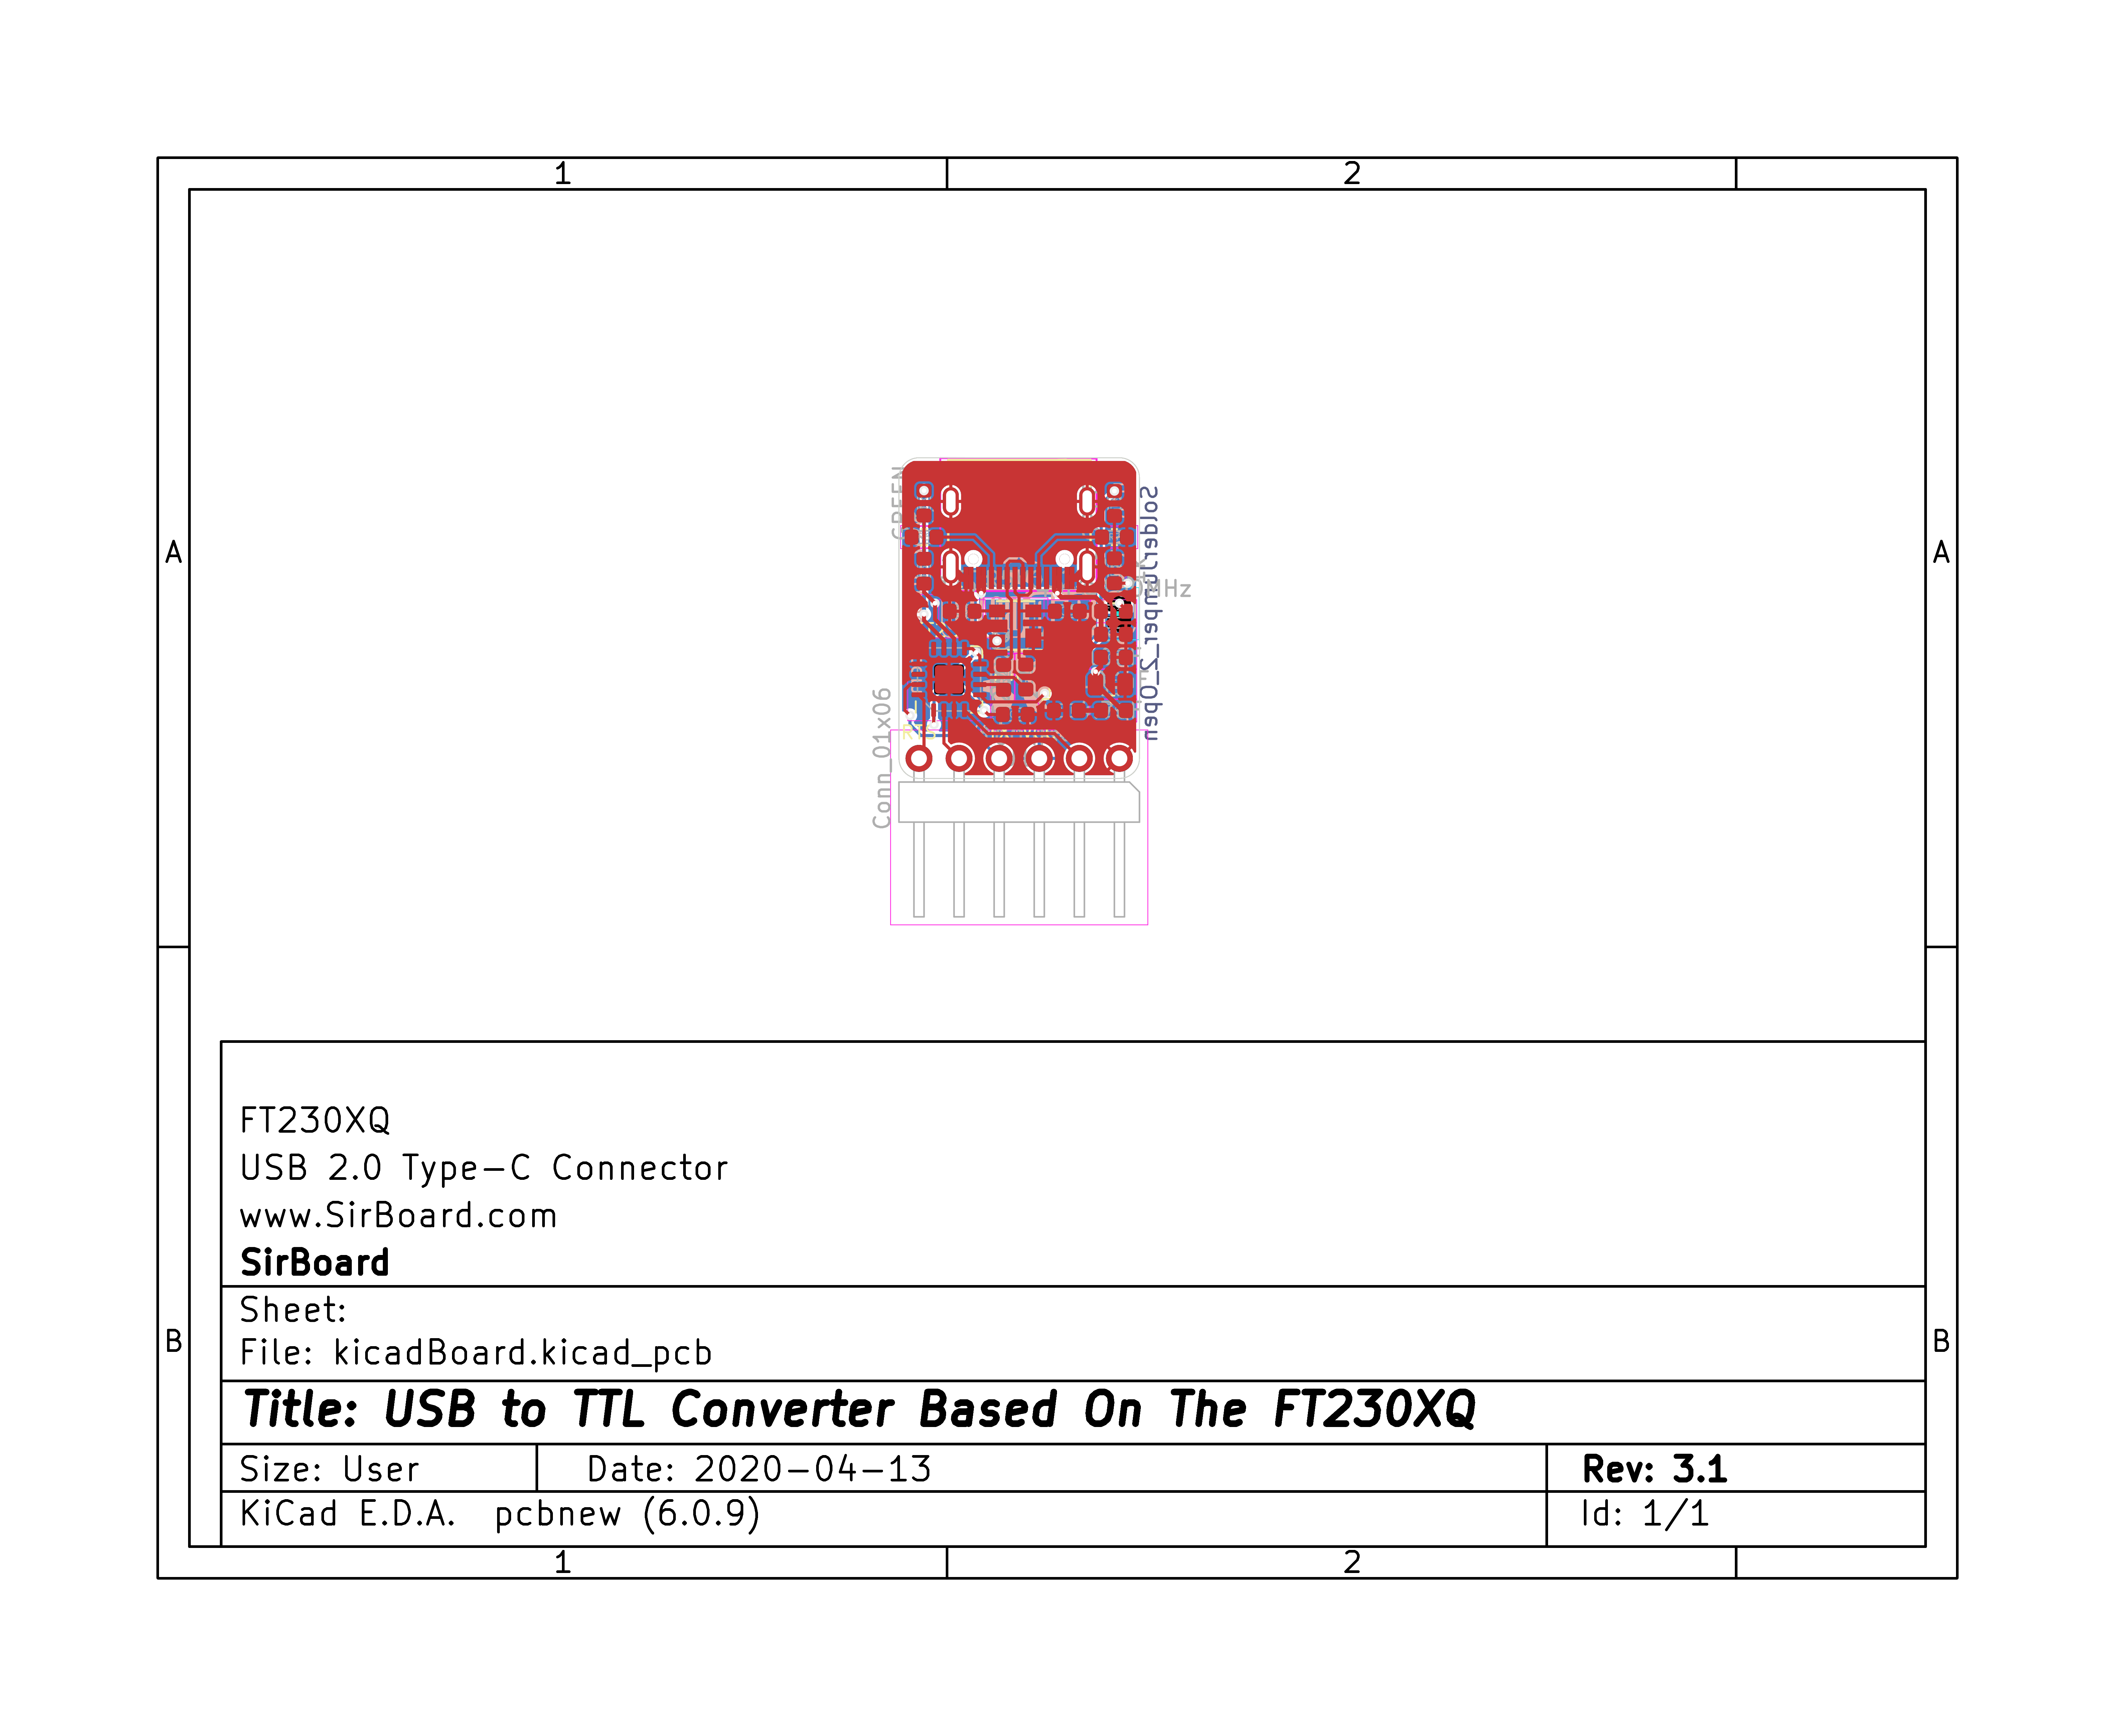 1 2
A A
GREEN
SolderJumper_2_Open
Conn_01x06
B B
FT230XQ
USB 2.0 Type-C Connector
www.SirBoard.com
SirBoard
Sheet:
File: kicadBoard.kicad_pcb
Title: USB to TTL Converter Based On The FT230XQ
Size: User Date: 2020-04-13 Rev: 3.1
KiCad E.D.A. pcbnew (6.0.9) Id: 1/1
1 2